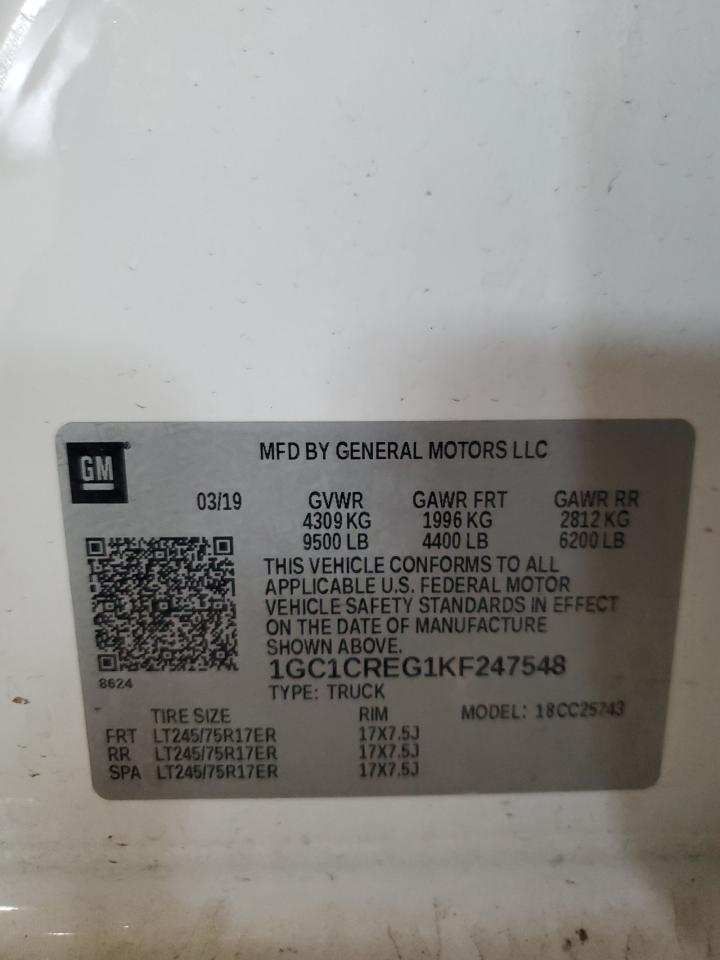 GM
MFD BY GENERAL MOTORS LLC
03/19 GVWR GAWR FRT GAWR RR
4309 KG 1996 KG 2812 KG
9500 LB 4400 LB 6200 LB
THIS VEHICLE CONFORMS TO ALL
APPLICABLE U.S. FEDERAL MOTOR
VEHICLE SAFETY STANDARDS IN EFFECT
ON THE DATE OF MANUFACTURE
SHOWN ABOVE.
8624
1GC1CREG1KF247548
TYPE: TRUCK
TIRE SIZE RIM MODEL: 18CC25743
FRT LT245/75R17ER 17X7.5J
RR LT245/75R17ER 17X7.5J
SPA LT245/75R17ER 17X7.5J